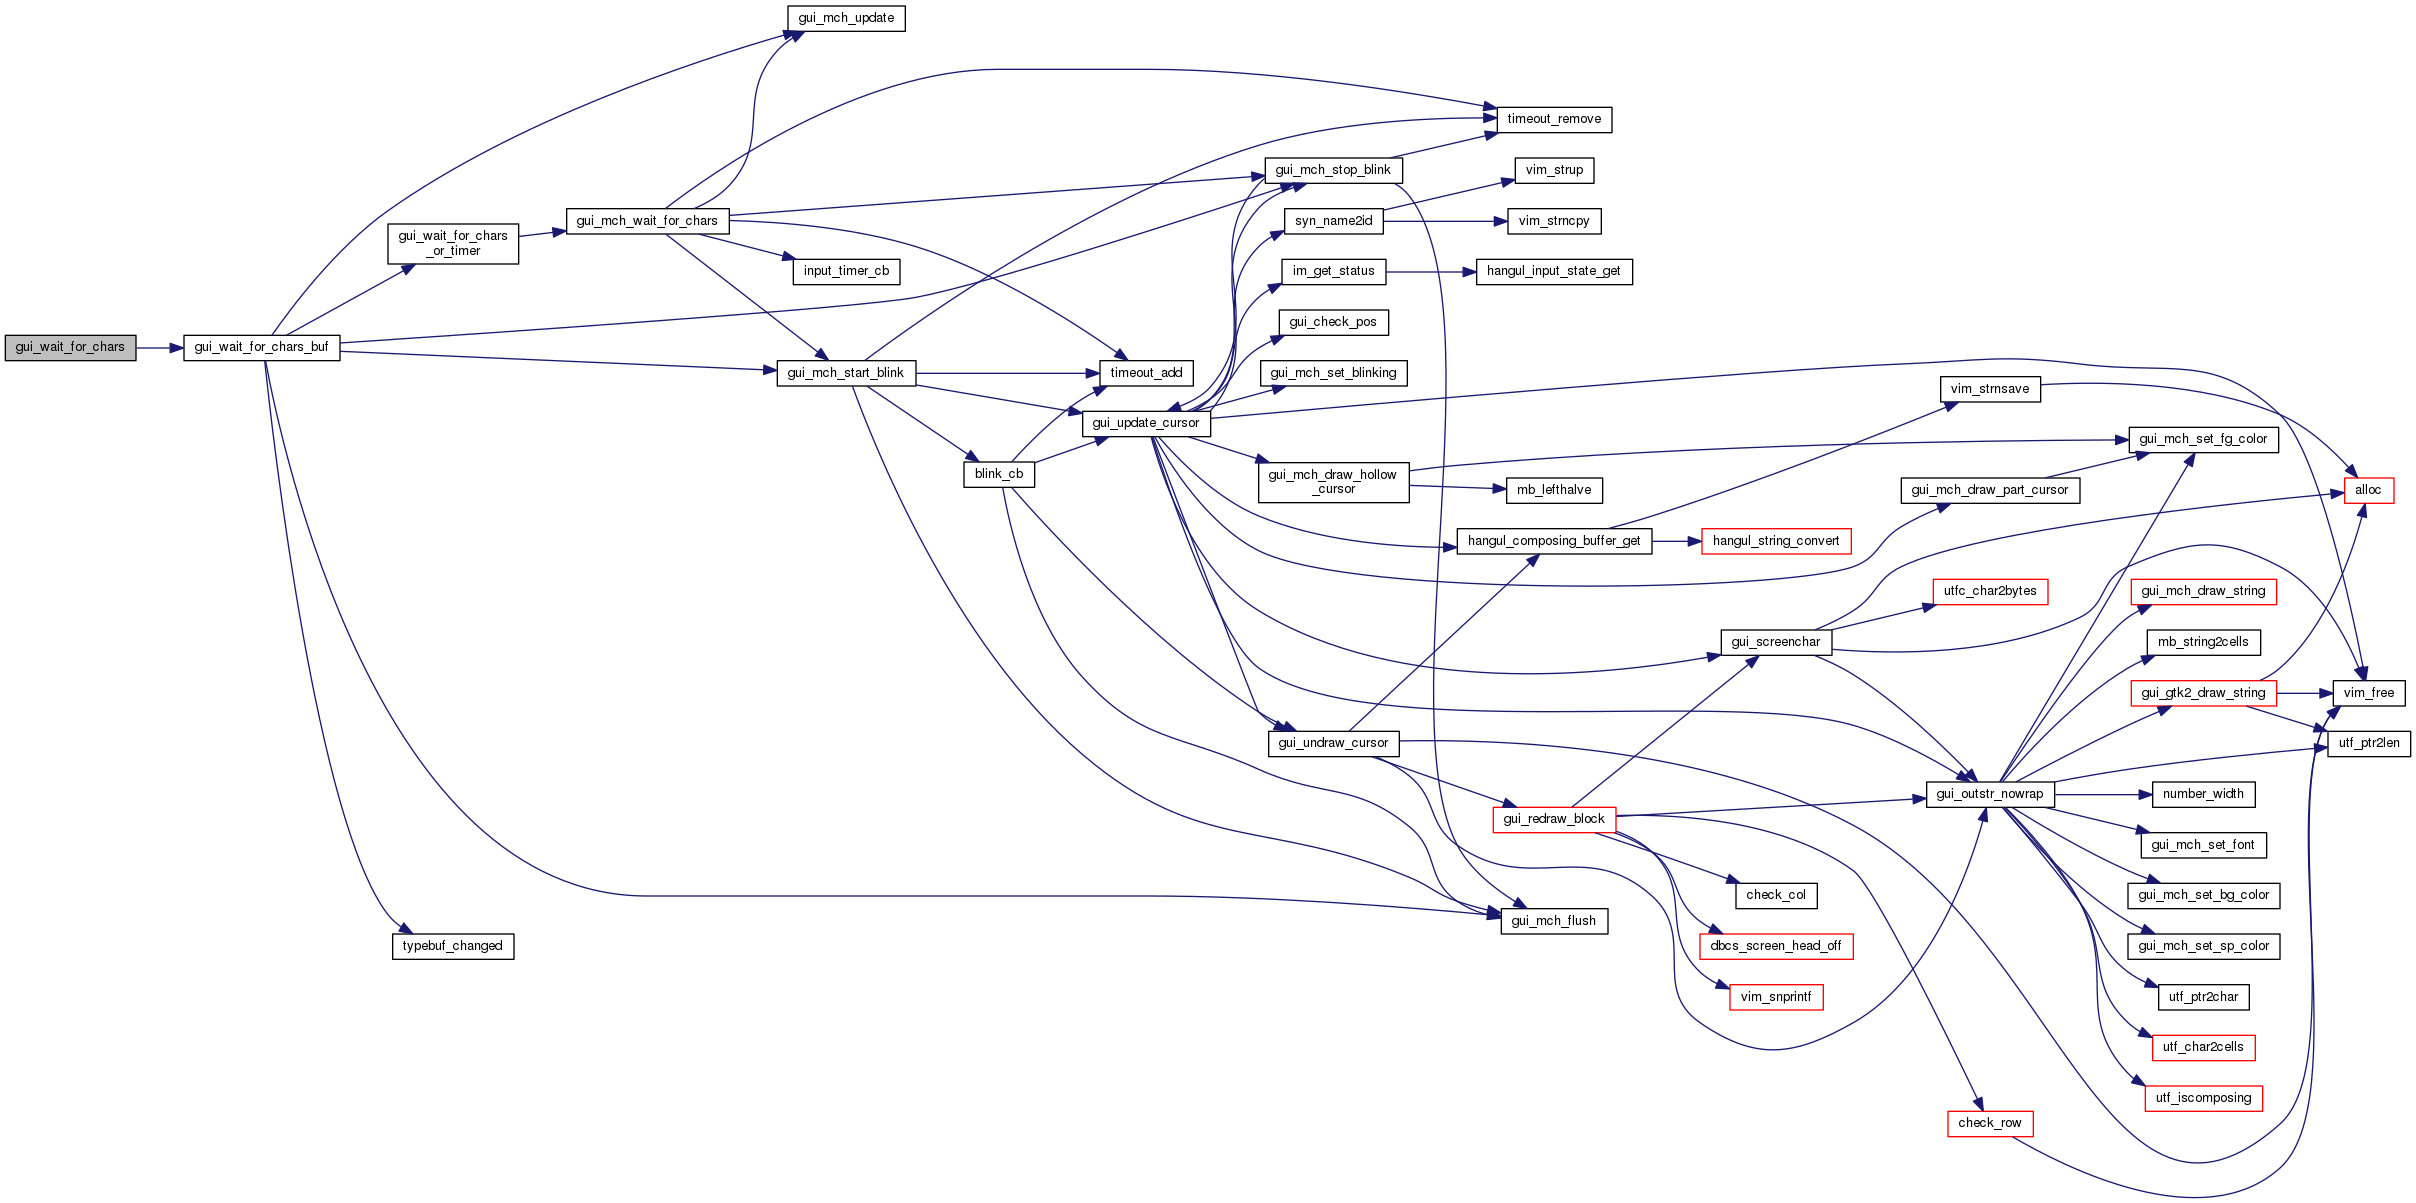 gui_mch_update
timeout_remove
gui_mch_stop_blink
vim_strup
gui_mch_wait_for_chars
syn_name2id
vim_strncpy
gui_wait_for_chars
_or_timer
input_timer_cb
im_get_status
hangul_input_state_get
gui_check_pos
gui_wait_for_chars
gui_wait_for_chars_buf
gui_mch_start_blink
timeout_add
gui_mch_set_blinking
vim_strnsave
gui_update_cursor
gui_mch_set_fg_color
blink_cb
gui_mch_draw_hollow
_cursor
mb_lefthalve
gui_mch_draw_part_cursor
alloc
hangul_composing_buffer_get
hangul_string_convert
utfc_char2bytes
gui_mch_draw_string
gui_screenchar
mb_string2cells
gui_gtk2_draw_string
vim_free
gui_undraw_cursor
utf_ptr2len
gui_redraw_block
gui_outstr_nowrap
number_width
gui_mch_set_font
check_col
gui_mch_set_bg_color
gui_mch_flush
typebuf_changed
dbcs_screen_head_off
gui_mch_set_sp_color
vim_snprintf
utf_ptr2char
utf_char2cells
utf_iscomposing
check_row